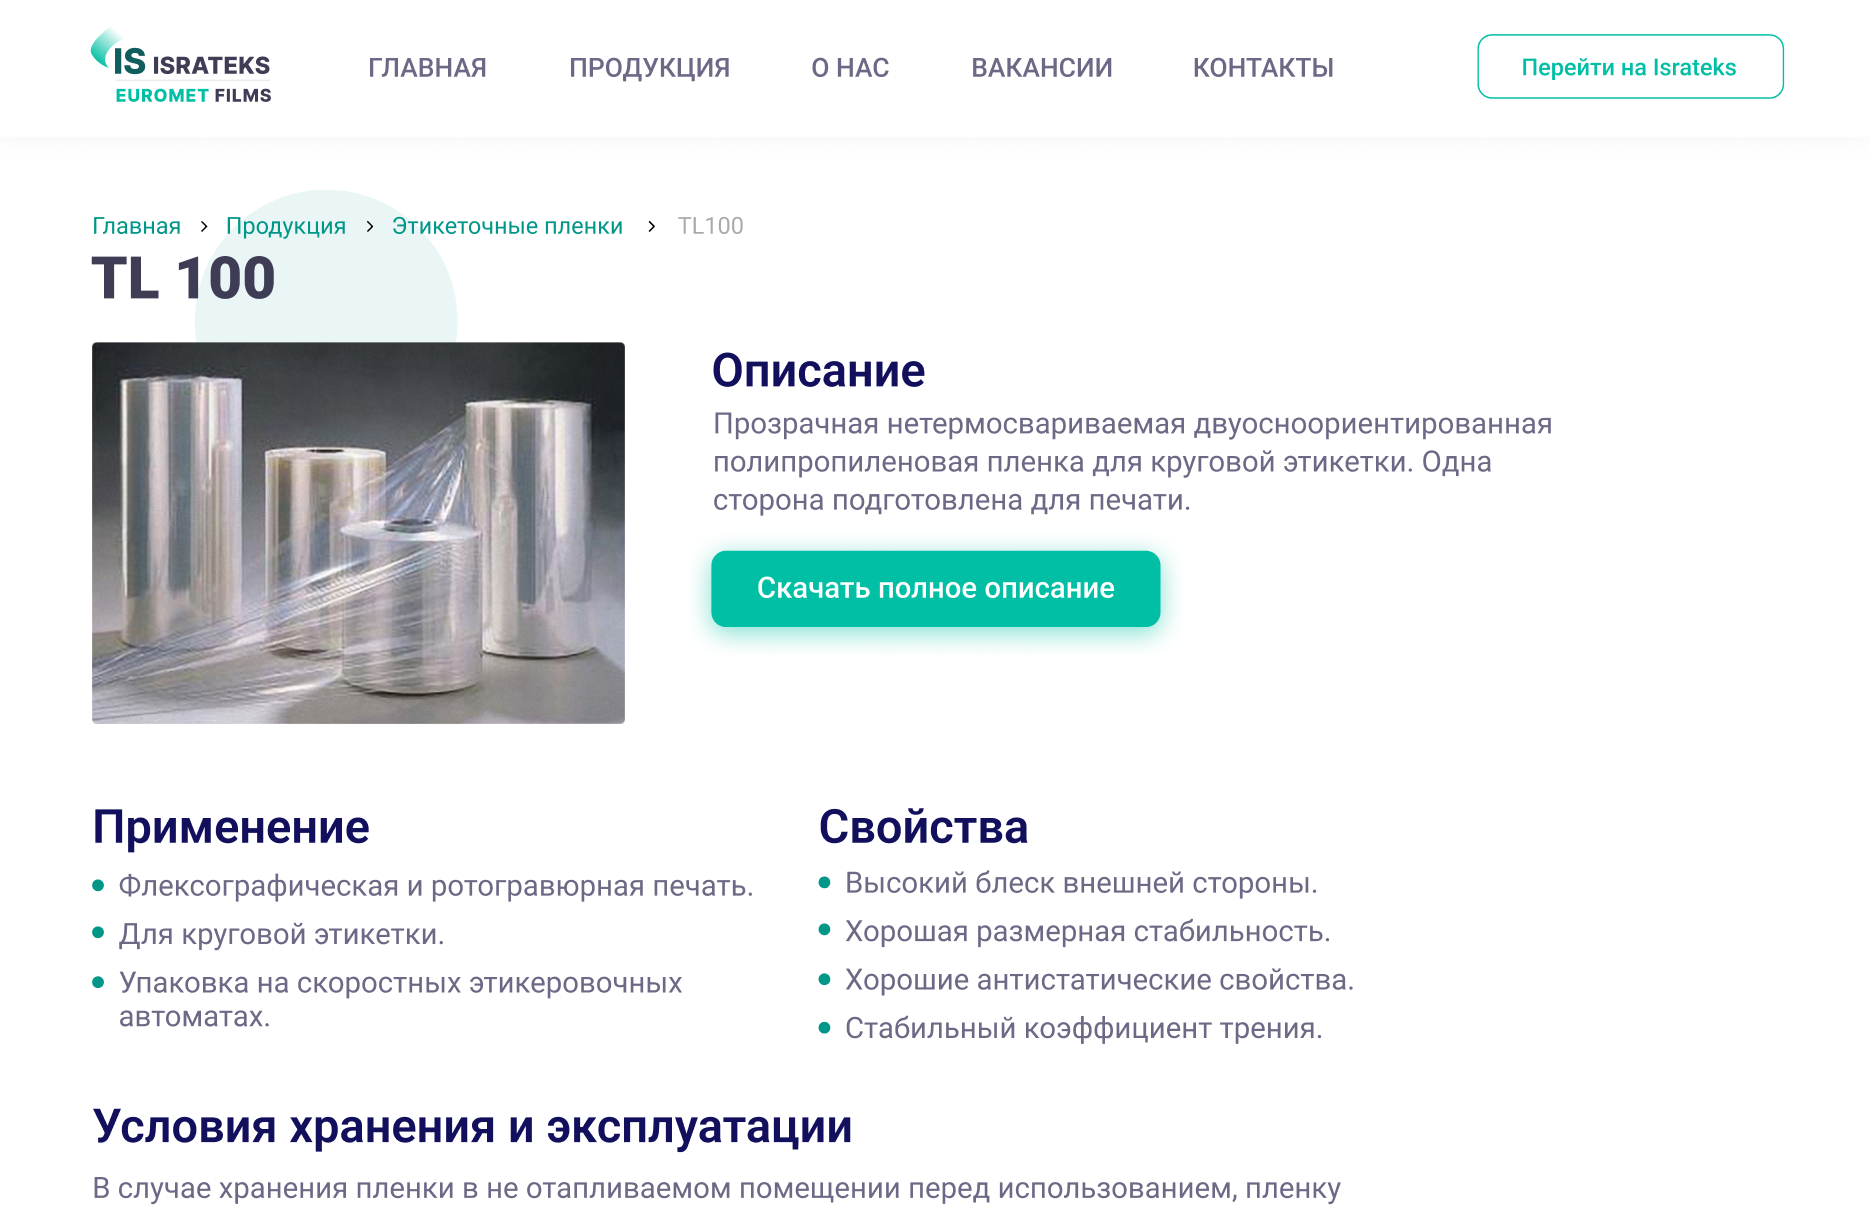 IS ISRATEKS
EUROMET FILMS
ГЛАВНАЯ
ПРОДУКЦИЯ
О НАС
ВАКАНСИИ
КОНТАКТЫ
Перейти на Israteks
Главная > Продукция > Этикеточные пленки > TL100
TL 100
Описание
Прозрачная нетермосвариваемая двуосноориентированная
полипропиленовая пленка для круговой этикетки. Одна
сторона подготовлена для печати.
Скачать полное описание
Применение
Флексографическая и ротогравюрная печать.
Для круговой этикетки.
Упаковка на скоростных этикеровочных
автоматах.
Свойства
Высокий блеск внешней стороны.
Хорошая размерная стабильность.
Хорошие антистатические свойства.
Стабильный коэффициент трения.
Условия хранения и эксплуатации
В случае хранения пленки в не отапливаемом помещении перед использованием, пленку